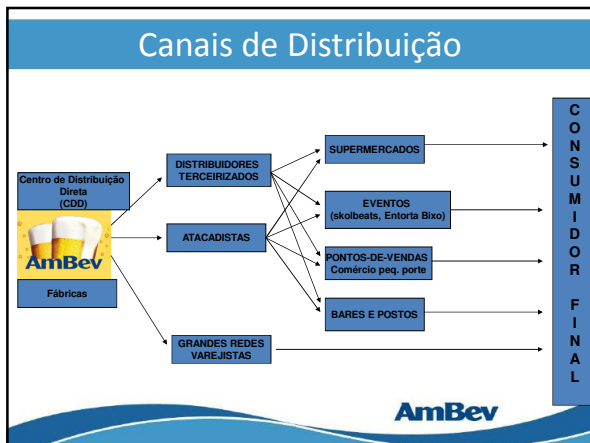 Canais de Distribuição
Centro de Distribuição
Direta
(CDD)
AmBev
Fábricas
DISTRIBUIDORES
TERCEIRIZADOS
ATACADISTAS
GRANDES REDES
VAREJISTAS
SUPERMERCADOS
EVENTOS
(skolbeats, Entorta Bixo)
PONTOS-DE-VENDAS
Comércio peq. porte
BARES E POSTOS
C
O
N
S
U
M
I
D
O
R
F
I
N
A
L
AmBev